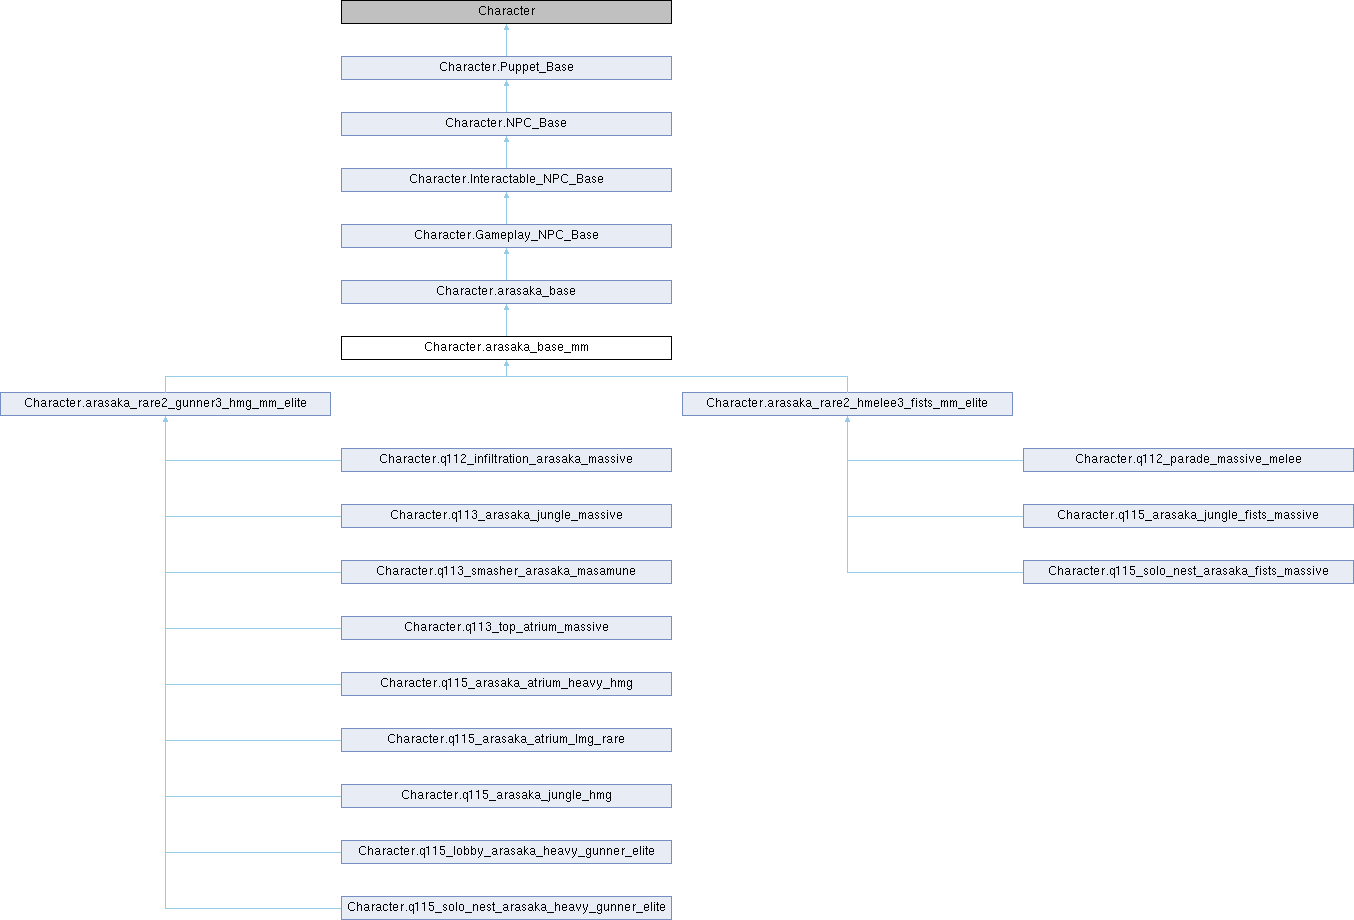 Character
Character.Puppet_Base
Character.NPC_Base
Character.Interactable_NPC_Base
Character.Gameplay_NPC_Base
Character.arasaka_base
Character.arasaka_base_mm
Character.arasaka_rare2_gunner3_hmg_mm_elite
Character.arasaka_rare2_hmelee3_fists_mm_elite
Character.q112_infiltration_arasaka_massive
Character.q112_parade_massive_melee
Character.q113_arasaka_jungle_massive
Character.q115_arasaka_jungle_fists_massive
Character.q113_smasher_arasaka_masamune
Character.q115_solo_nest_arasaka_fists_massive
Character.q113_top_atrium_massive
Character.q115_arasaka_atrium_heavy_hmg
Character.q115_arasaka_atrium_lmg_rare
Character.q115_arasaka_jungle_hmg
Character.q115_lobby_arasaka_heavy_gunner_elite
Character.q115_solo_nest_arasaka_heavy_gunner_elite